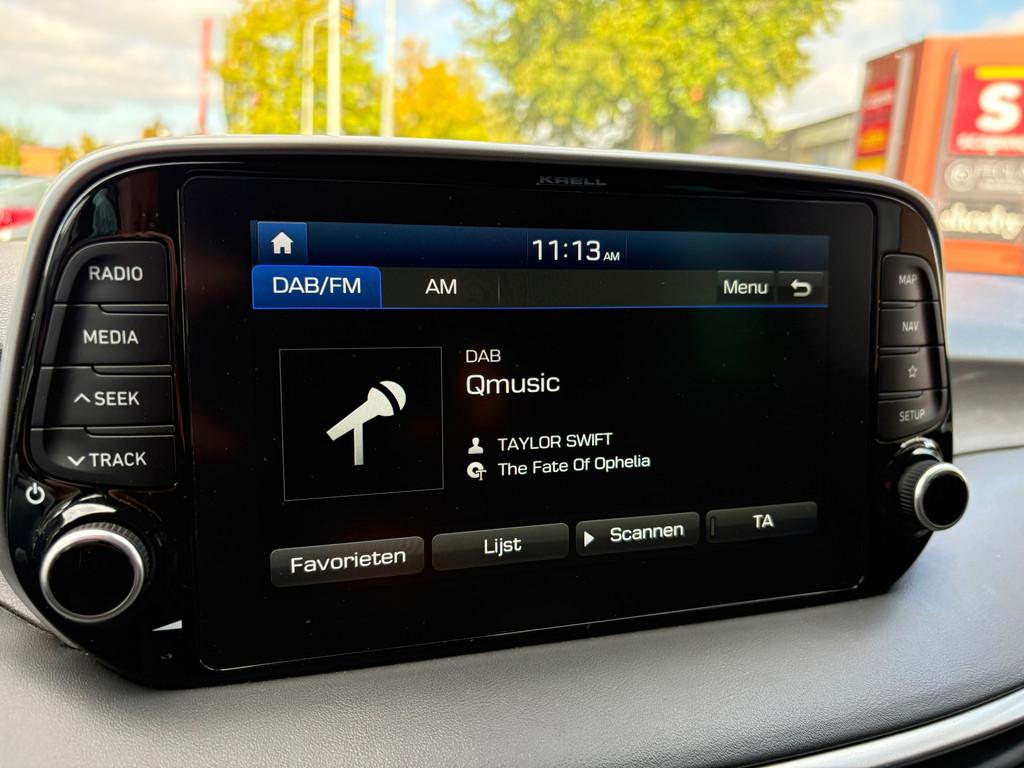 KRELL
11:13 AM
DAB/FM
AM
Menu
DAB
Qmusic
TAYLOR SWIFT
The Fate Of Ophelia
Favorieten
Lijst
Scannen
TA
RADIO
MEDIA
SEEK
TRACK
MAP
NAV
SETUP
S